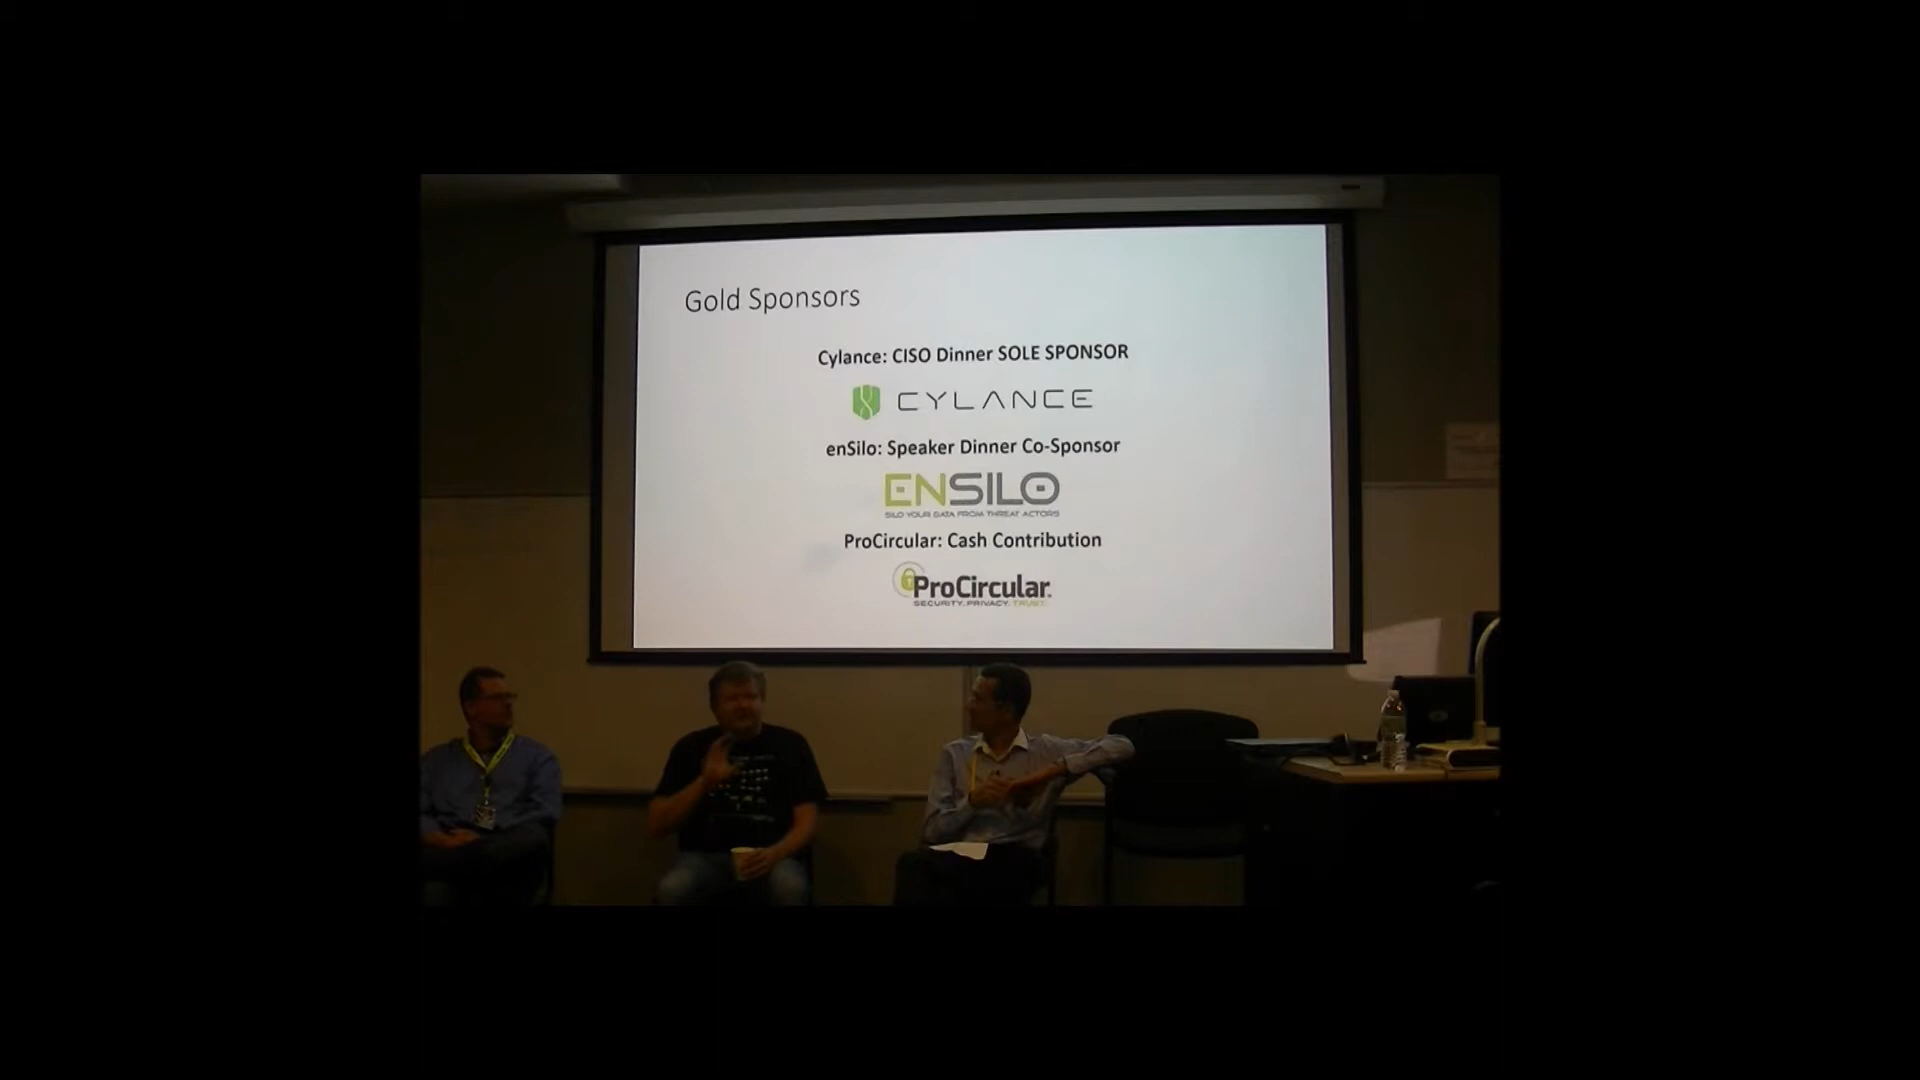 Gold Sponsors
Cylance: CISO Dinner SOLE SPONSOR
CYLANCE
enSilo: Speaker Dinner Co-Sponsor
ENSILO
SILO YOUR DATA FROM THREAT ACTORS
ProCircular: Cash Contribution
ProCircular.
SECURITY. PRIVACY. TRUST.